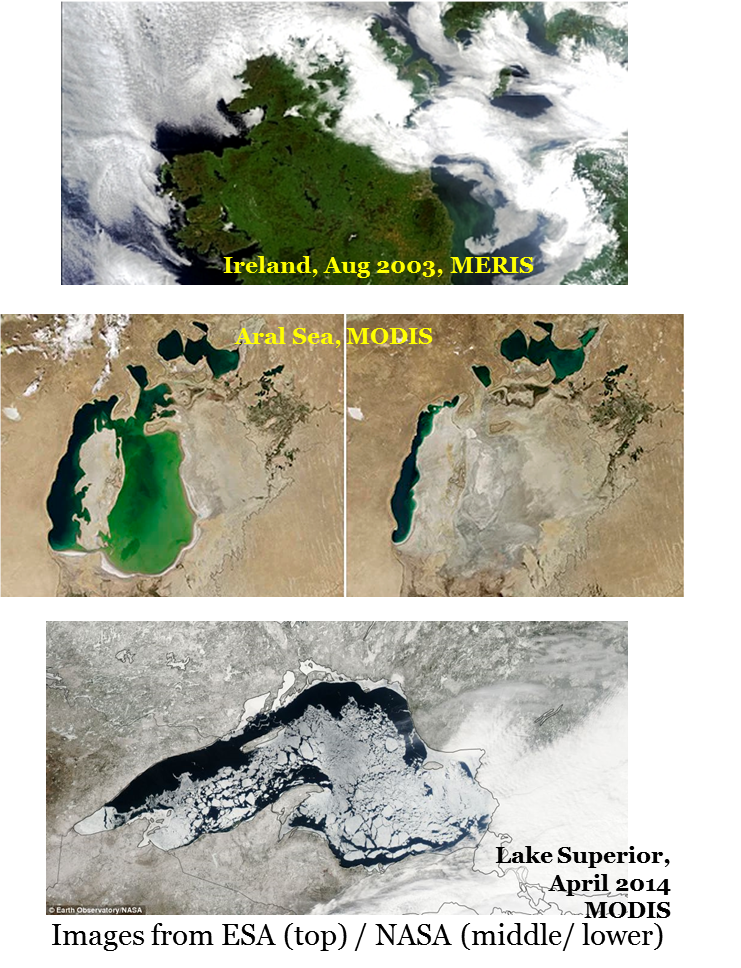 Ireland, Aug 2003, MERIS
Aral Sea, MODIS
Lake Superior,
April 2014
MODIS
© Earth Observatory/NASA
Images from ESA (top) / NASA (middle/ lower)